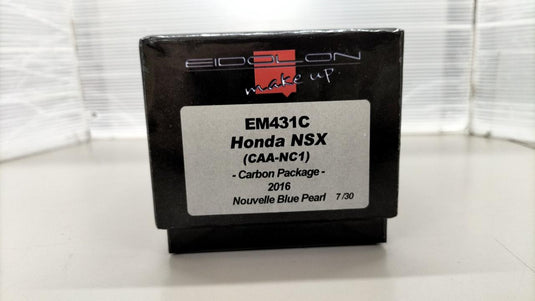 EIDOLON
make up.
EM431C
Honda NSX
(CAA-NC1)
- Carbon Package -
2016
Nouvelle Blue Pearl 7/30